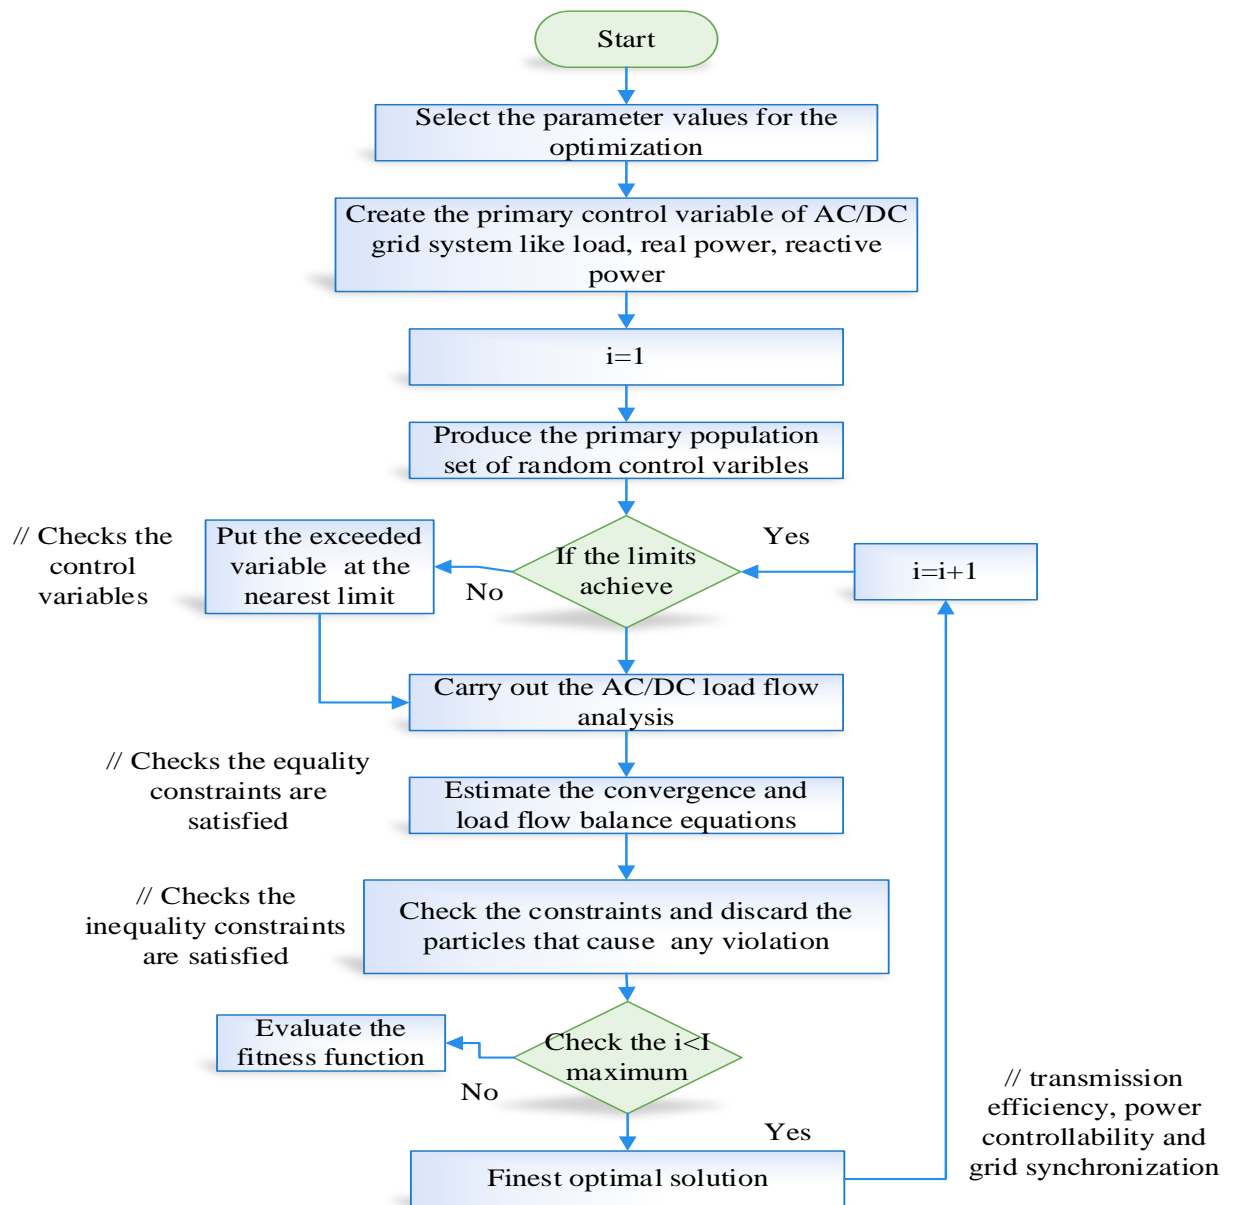 Start
Select the parameter values for the
optimization
Create the primary control variable of AC/DC
grid system like load, real power, reactive
power
i=1
Produce the primary population
set of random control varibles
// Checks the
control
variables
Put the exceeded
variable at the
nearest limit
No
If the limits
achieve
Yes
i=i+1
Carry out the AC/DC load flow
analysis
// Checks the equality
constraints are
satisfied
Estimate the convergence and
load flow balance equations
// Checks the
inequality constraints
are satisfied
Check the constraints and discard the
particles that cause any violation
Evaluate the
fitness function
No
Check the i<I
maximum
Yes
// transmission
efficiency, power
controllability and
grid synchronization
Finest optimal solution